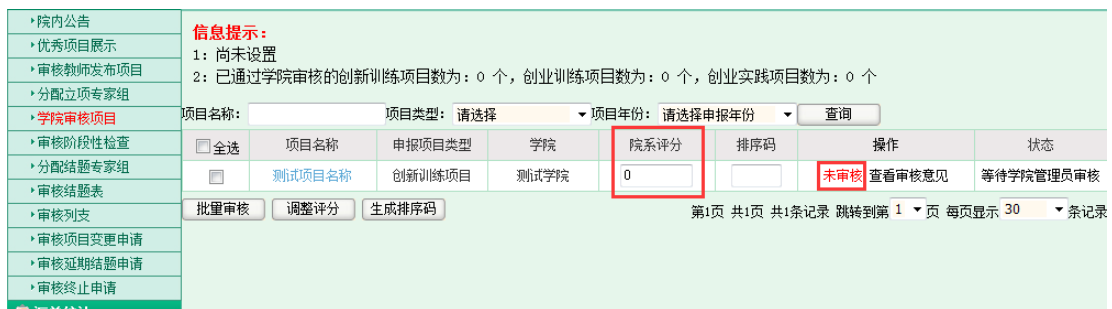 院内公告
优秀项目展示
审核教师发布项目
分配立项专家组
学院审核项目
审核阶段性检查
分配结题专家组
审核结题表
审核列支
审核项目变更申请
审核延期结题申请
审核终止申请
信息提示：
1: 尚未设置
2: 已通过学院审核的创新训练项目数为: 0 个, 创业训练项目数为: 0 个, 创业实践项目数为: 0 个
项目名称: 项目类型: 请选择 项目年份: 请选择申报年份 查询
全选 项目名称 申报项目类型 学院 院系评分 排序码 操作 状态
测试项目名称 创新训练项目 测试学院 0 未审核 查看审核意见 等待学院管理员审核
批量审核 调整评分 生成排序码 第1页 共1页 共1条记录 跳转到第 1 页 每页显示 30 条记录